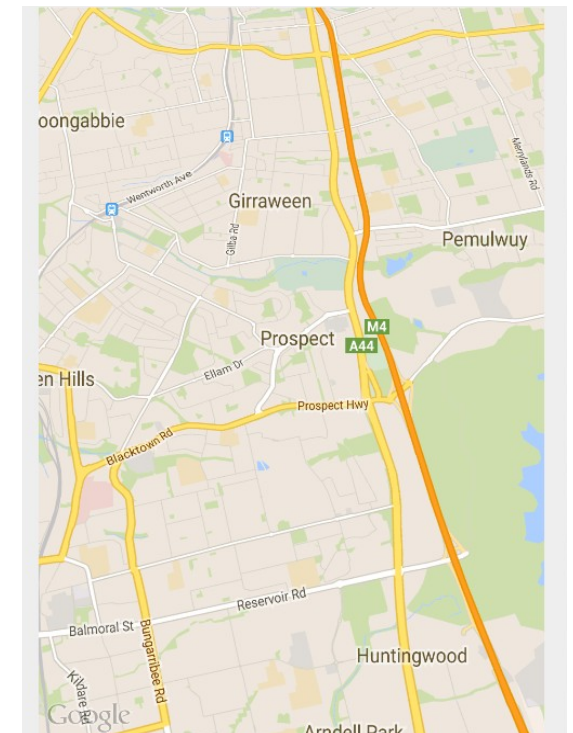 oongabbie
Merrylands Rd
Wentworth Ave
Girraween
Gilba Rd
Pemulwuy
M4
Prospect
A44
en Hills
Ellam Dr
Prospect Hwy
Blacktown Rd
Reservoir Rd
Balmoral St
Bungarribee Rd
Huntingwood
Kildare Rd
Google
Arndell Park